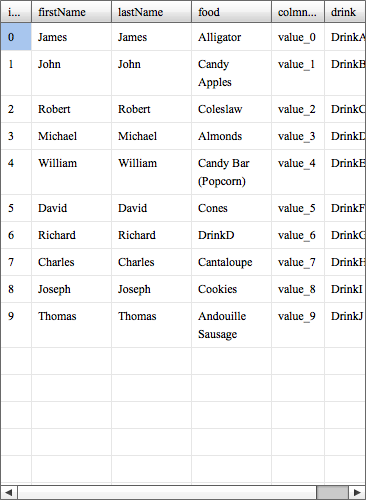 i... firstName lastName food colmn... drink
0 James James Alligator value_0 DrinkA
1 John John Candy Apples value_1 DrinkB
2 Robert Robert Coleslaw value_2 DrinkC
3 Michael Michael Almonds value_3 DrinkD
4 William William Candy Bar (Popcorn) value_4 DrinkE
5 David David Cones value_5 DrinkF
6 Richard Richard DrinkD value_6 DrinkG
7 Charles Charles Cantaloupe value_7 DrinkH
8 Joseph Joseph Cookies value_8 DrinkI
9 Thomas Thomas Andouille Sausage value_9 DrinkJ